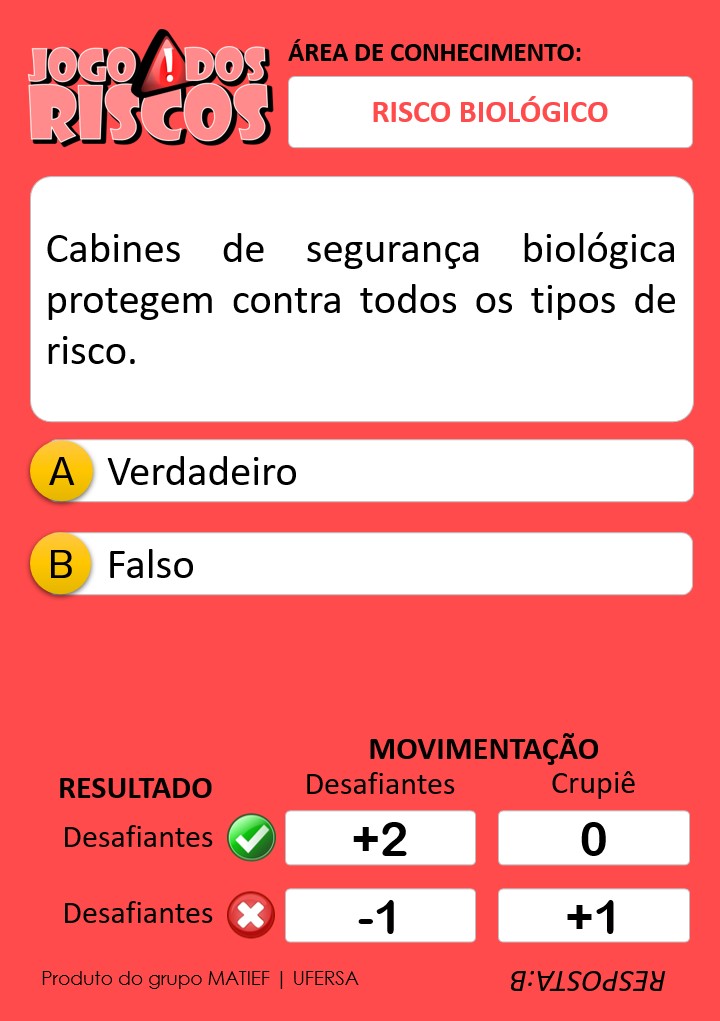 JOGO DOS
RISCOS
ÁREA DE CONHECIMENTO:
RISCO BIOLÓGICO
Cabines de segurança biológica
protegem contra todos os tipos de
risco.
A Verdadeiro
B Falso
MOVIMENTAÇÃO
RESULTADO Desafiantes Crupiê
Desafiantes +2 0
Desafiantes -1 +1
Produto do grupo MATIEF | UFERSA RESPOSTA:B